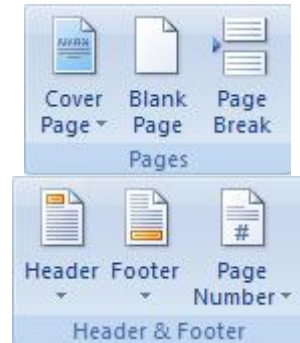 Cover Blank Page
Page Page Break
Pages
Header Footer Page
Number
Header & Footer